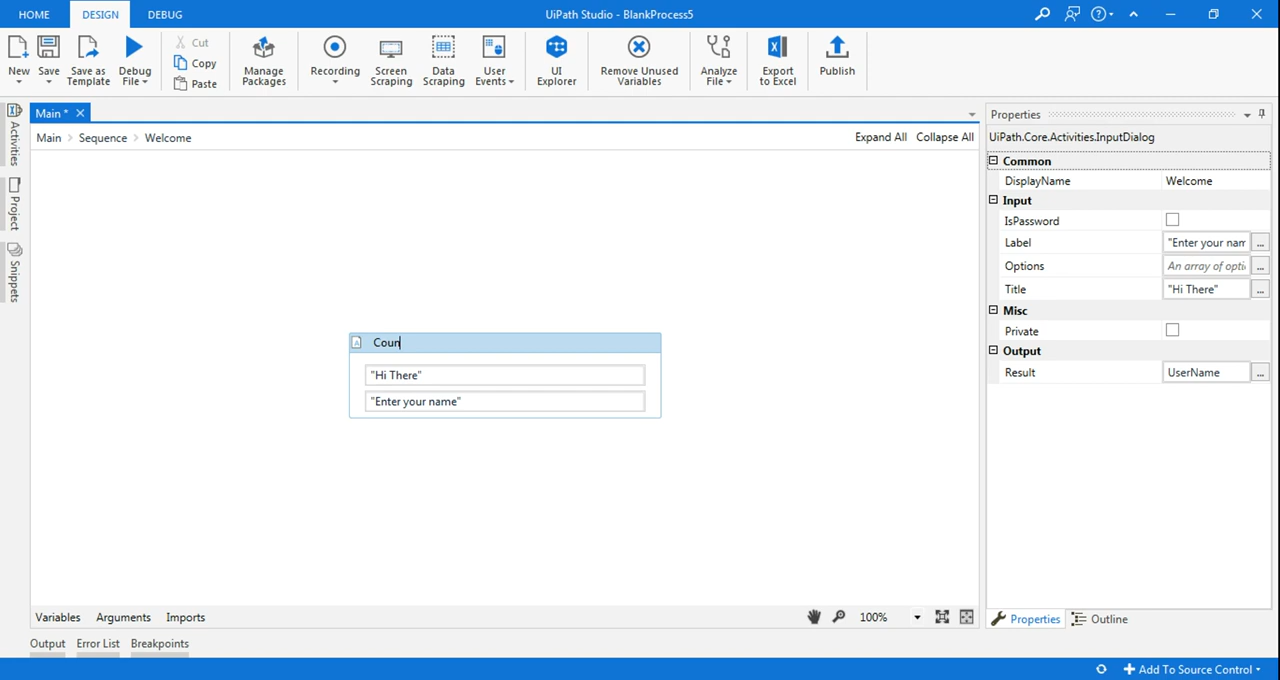 HOME DESIGN DEBUG UiPath Studio - BlankProcess5
New Save Save as Template Debug File Cut Copy Paste Manage Packages Recording Screen Scraping Data Scraping User Events UI Explorer Remove Unused Variables Analyze File Export to Excel Publish
Main *
Main > Sequence > Welcome Expand All Collapse All
Activities
Project
Snippets
Coun
"Hi There"
"Enter your name"
Properties
UiPath.Core.Activities.InputDialog
Common
DisplayName Welcome
Input
IsPassword
Label "Enter your nam ...
Options An array of opti ...
Title "Hi There" ...
Misc
Private
Output
Result UserName ...
Variables Arguments Imports 100% Properties Outline
Output Error List Breakpoints
Add To Source Control